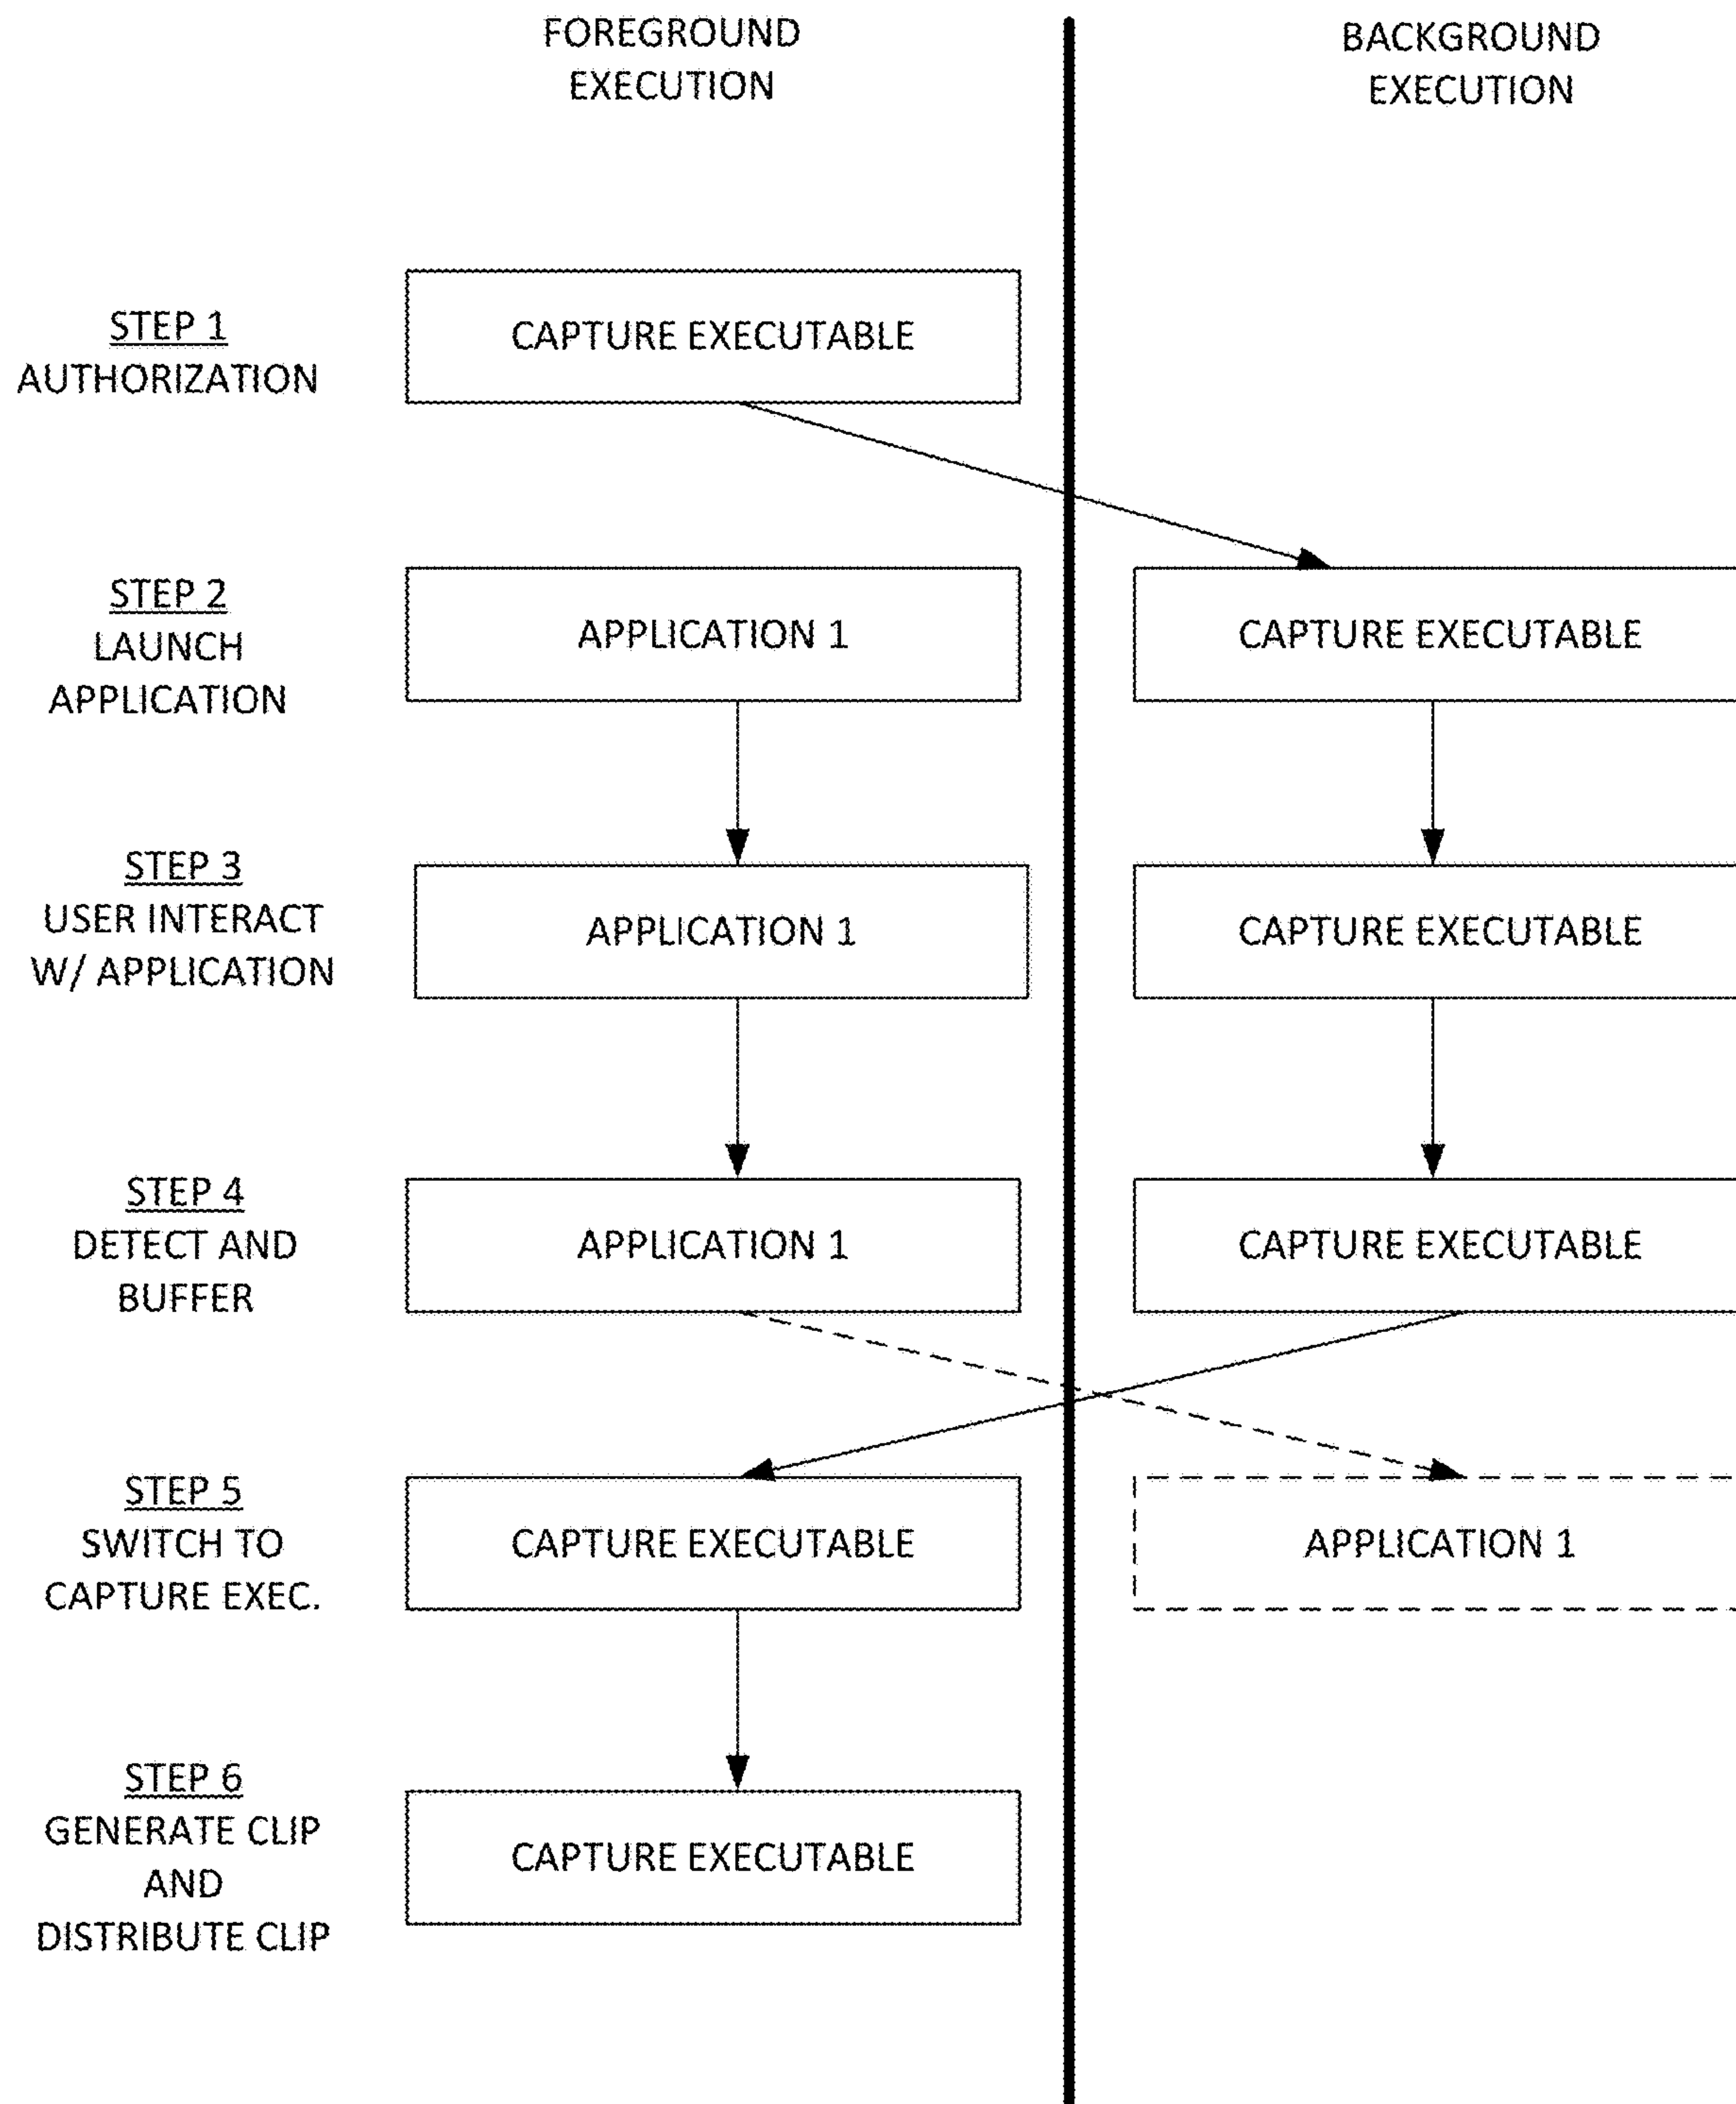 FOREGROUND
EXECUTION
BACKGROUND
EXECUTION
STEP 1
AUTHORIZATION
CAPTURE EXECUTABLE
STEP 2
LAUNCH
APPLICATION
APPLICATION 1
CAPTURE EXECUTABLE
STEP 3
USER INTERACT
W/ APPLICATION
APPLICATION 1
CAPTURE EXECUTABLE
STEP 4
DETECT AND
BUFFER
APPLICATION 1
CAPTURE EXECUTABLE
STEP 5
SWITCH TO
CAPTURE EXEC.
CAPTURE EXECUTABLE
APPLICATION 1
STEP 6
GENERATE CLIP
AND
DISTRIBUTE CLIP
CAPTURE EXECUTABLE